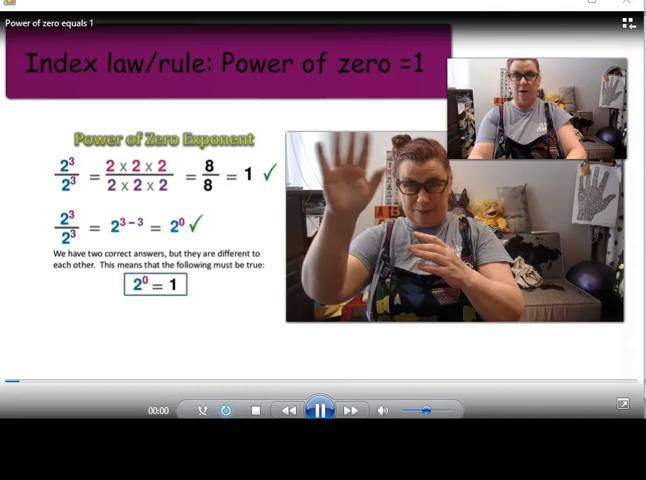 Power of zero equals 1
Index law/rule: Power of zero =1
Power of Zero Exponent
2³/2³ = (2 x 2 x 2)/(2 x 2 x 2) = 8/8 = 1 ✓
2³/2³ = 2³⁻³ = 2⁰ ✓
We have two correct answers, but they are different to
each other. This means that the following must be true:
2⁰ = 1
00:00